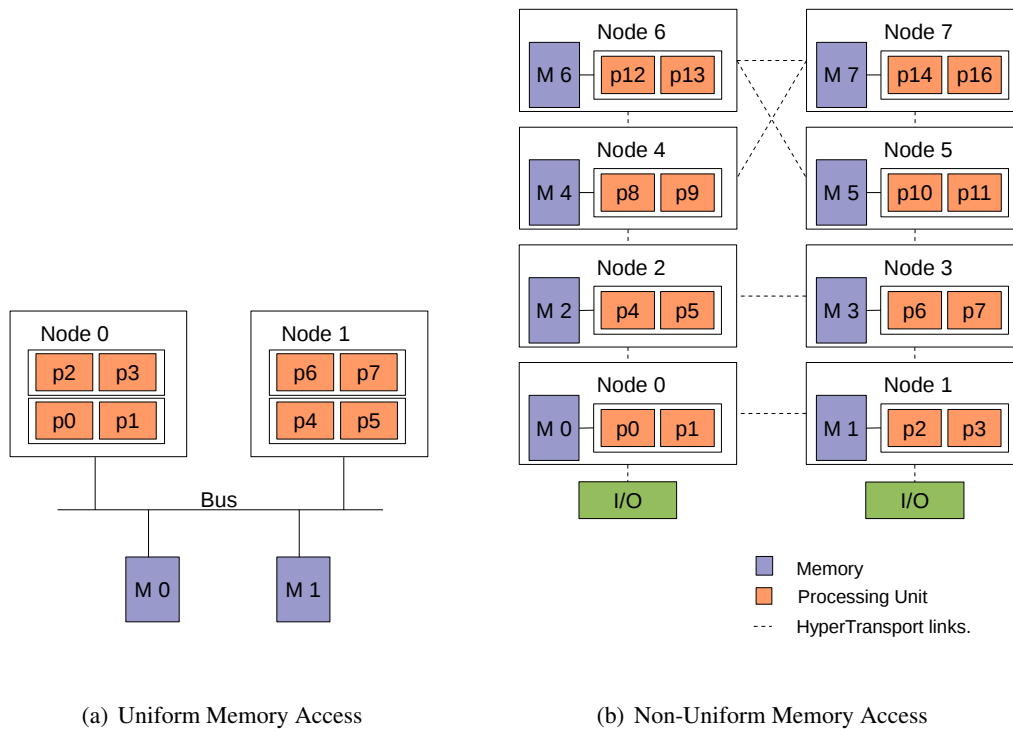 Node 0
p2 p3
p0 p1
Node 1
p6 p7
p4 p5
Bus
M 0
M 1
(a) Uniform Memory Access
Node 6
M 6 p12 p13
Node 7
M 7 p14 p16
Node 4
M 4 p8 p9
Node 5
M 5 p10 p11
Node 2
M 2 p4 p5
Node 3
M 3 p6 p7
Node 0
M 0 p0 p1
Node 1
M 1 p2 p3
I/O
I/O
Memory
Processing Unit
HyperTransport links.
(b) Non-Uniform Memory Access